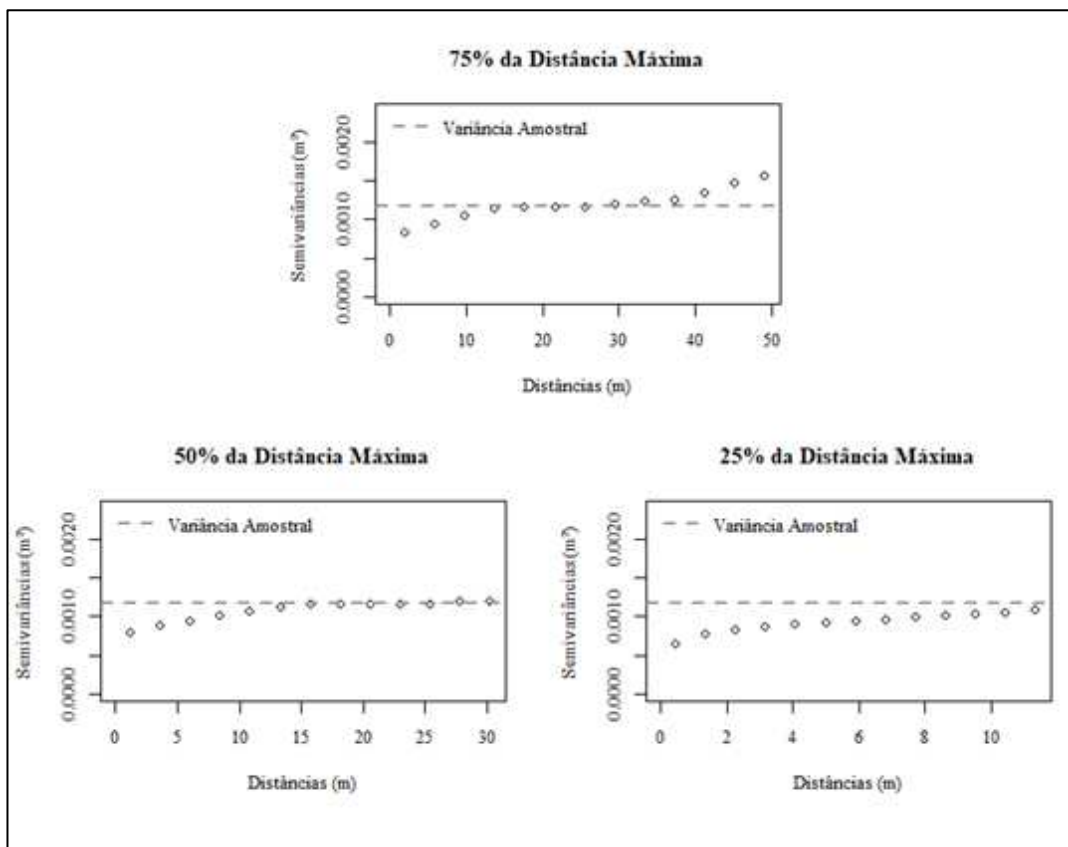 75% da Distância Máxima
Variância Amostral
Semivariâncias (m³)
0.0000 0.0010 0.0020
0 10 20 30 40 50
Distâncias (m)
50% da Distância Máxima
Variância Amostral
Semivariâncias (m³)
0.0000 0.0010 0.0020
0 5 10 15 20 25 30
Distâncias (m)
25% da Distância Máxima
Variância Amostral
Semivariâncias (m³)
0.0000 0.0010 0.0020
0 2 4 6 8 10
Distâncias (m)